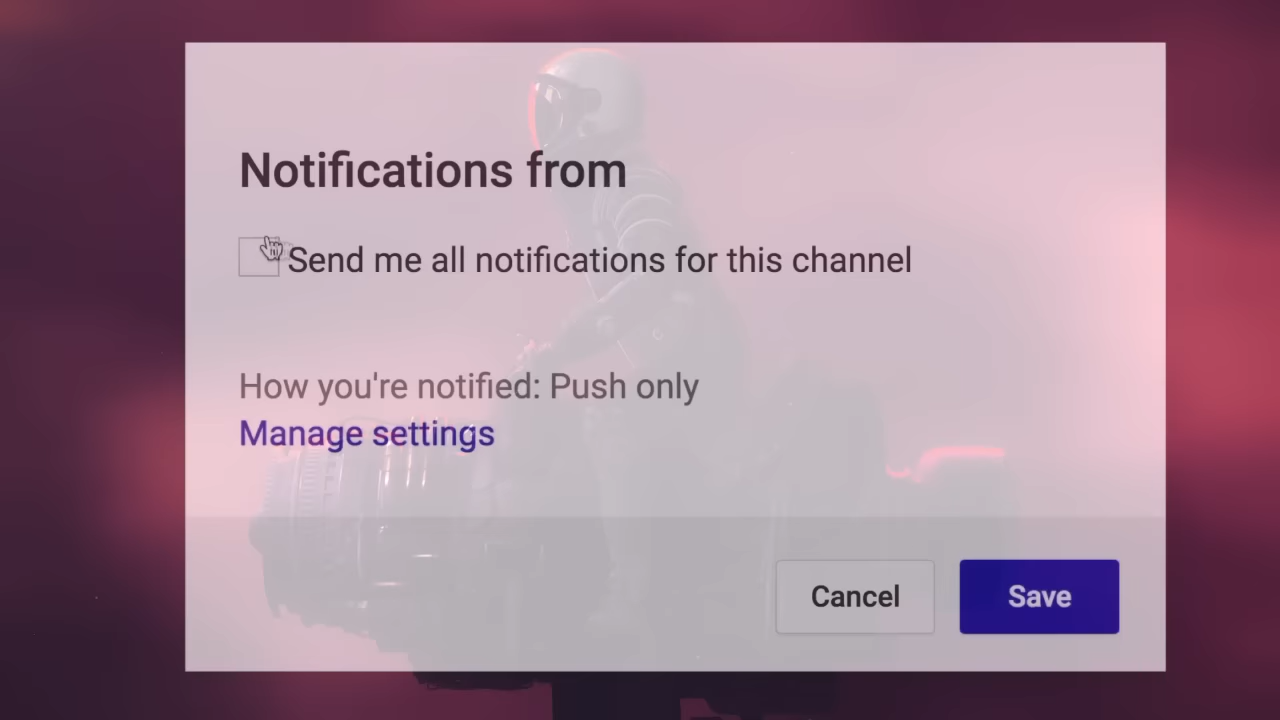 Notifications from
Send me all notifications for this channel
How you're notified: Push only
Manage settings
Cancel
Save